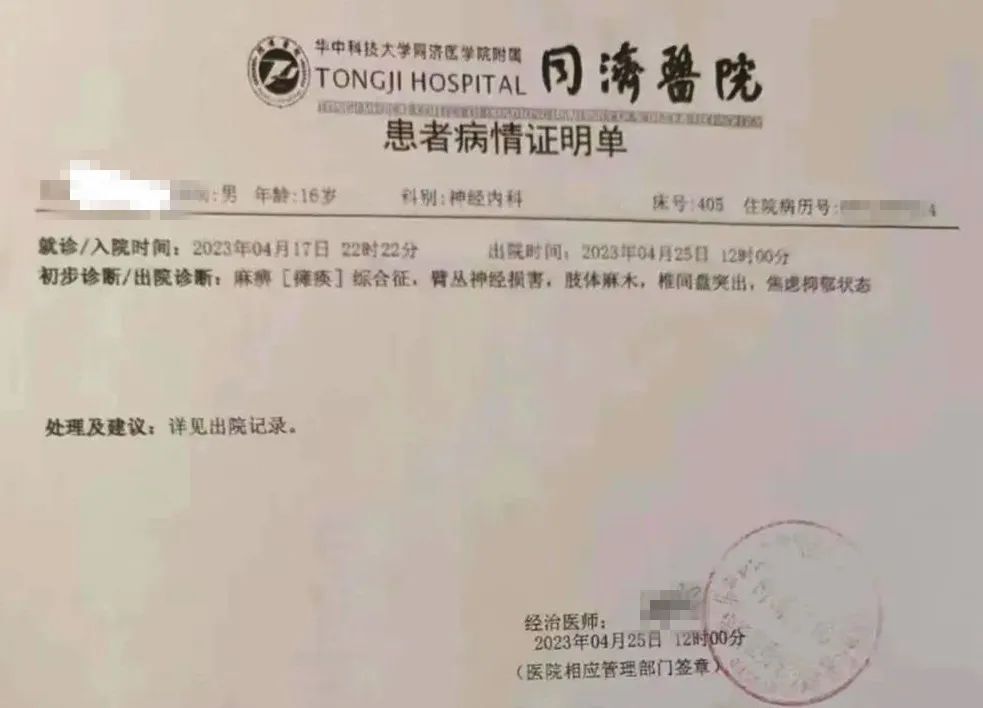 华中科技大学同济医学院附属
TONGJI HOSPITAL 同濟醫院
患者病情证明单
:男 年龄:16岁 科别:神经内科 床号:405 住院病历号: 4
就诊/入院时间：2023年04月17日 22时22分 出院时间：2023年04月25日 12时00分
初步诊断/出院诊断：麻痹［瘫痪］综合征，臂丛神经损害，肢体麻木，椎间盘突出，焦虑抑郁状态
处理及建议：详见出院记录。
经治医师：
2023年04月25日 12时00分
（医院相应管理部门签章）